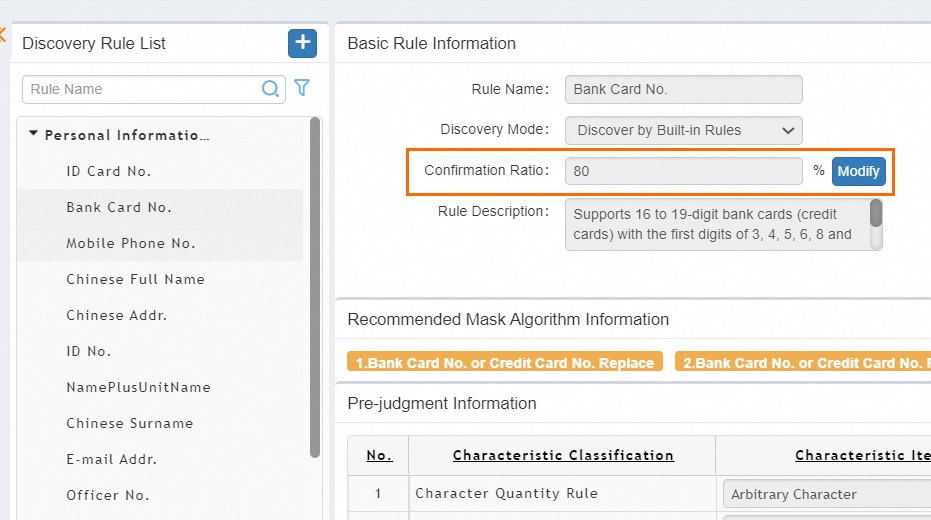 Discovery Rule List
Rule Name
Personal Informatio...
ID Card No.
Bank Card No.
Mobile Phone No.
Chinese Full Name
Chinese Addr.
ID No.
NamePlusUnitName
Chinese Surname
E-mail Addr.
Officer No.
Basic Rule Information
Rule Name: Bank Card No.
Discovery Mode: Discover by Built-in Rules
Confirmation Ratio: 80 % Modify
Rule Description: Supports 16 to 19-digit bank cards (credit
cards) with the first digits of 3, 4, 5, 6, 8 and
Recommended Mask Algorithm Information
1.Bank Card No. or Credit Card No. Replace 2.Bank Card No. or Credit Card No.
Pre-judgment Information
No. Characteristic Classification Characteristic Ite
1 Character Quantity Rule Arbitrary Character